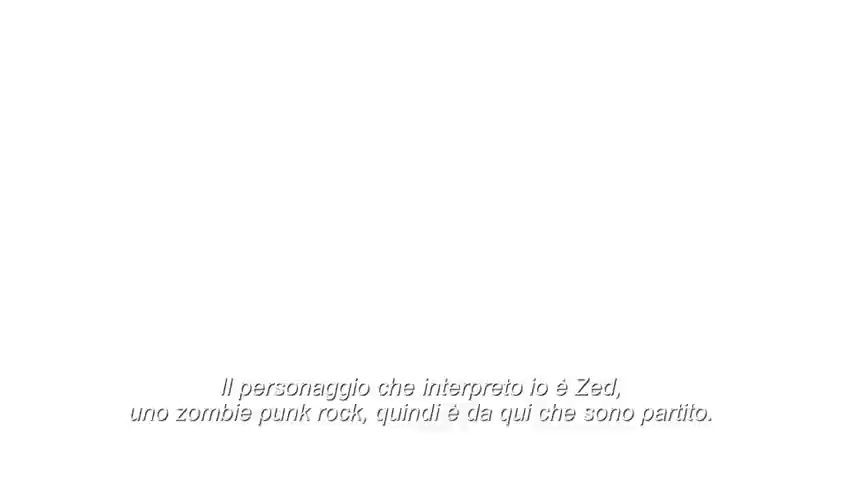 Il personaggio che interpreto io è Zed,
uno zombie punk rock, quindi è da qui che sono partito.